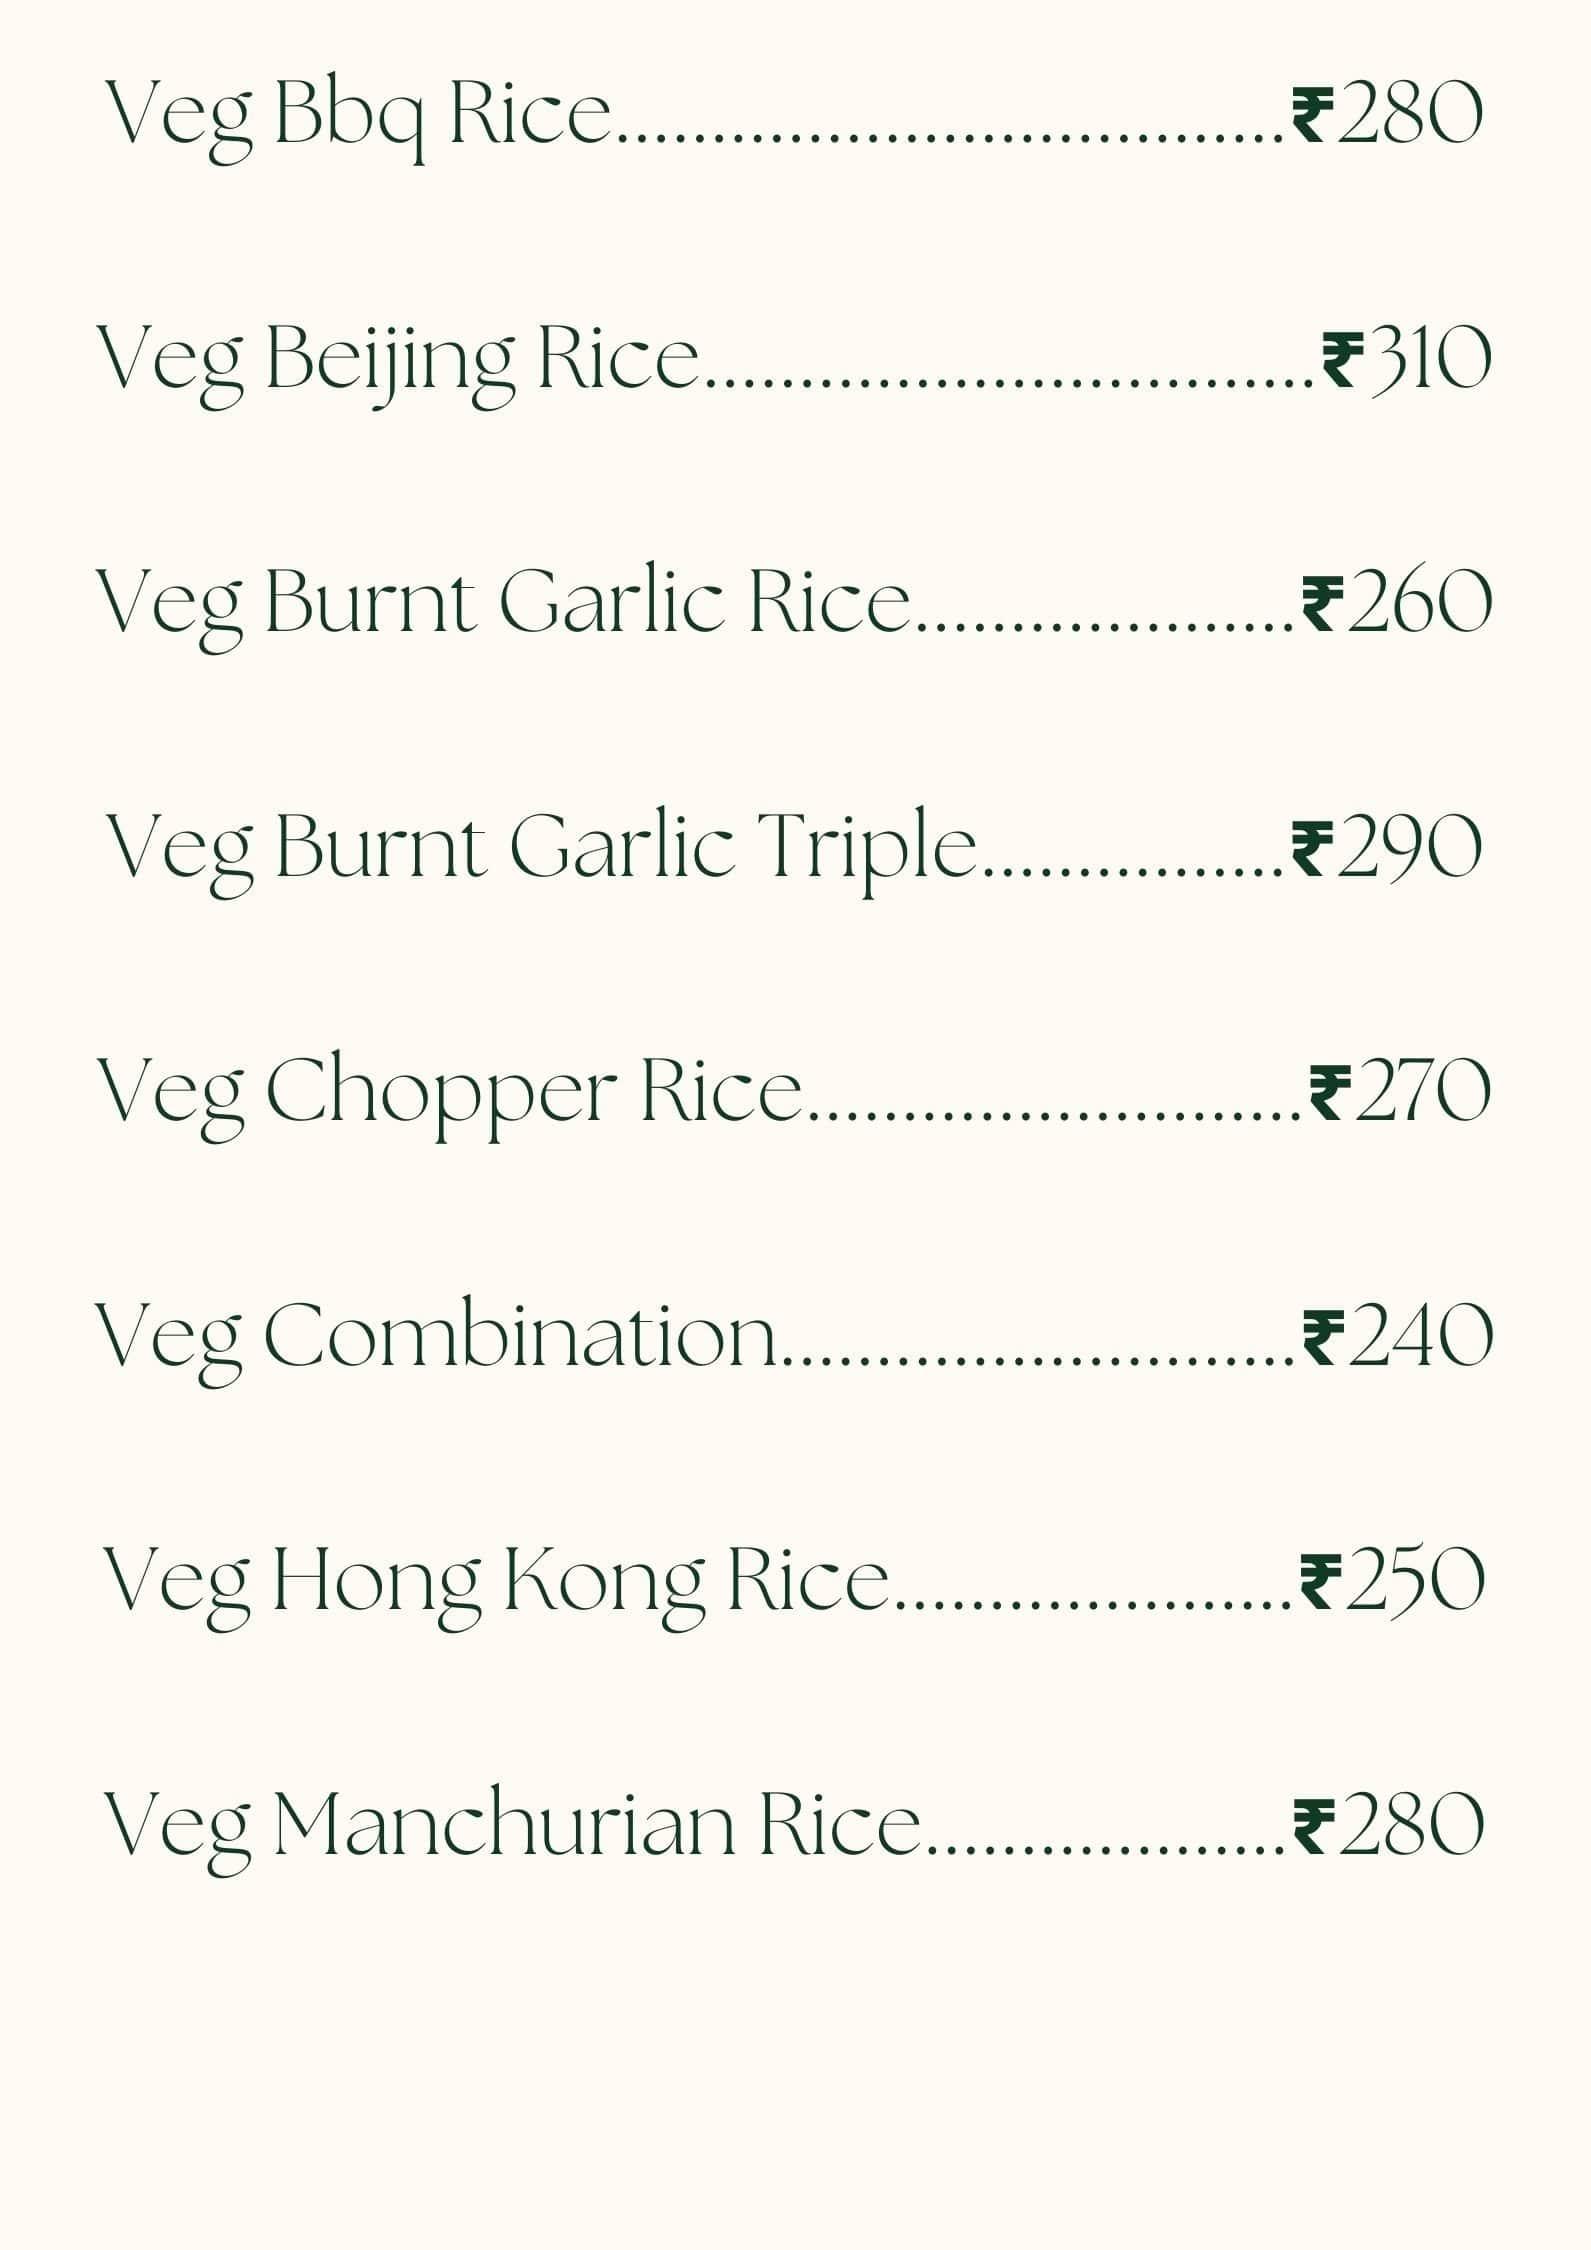 Veg Bbq Rice...................................₹280
Veg Beijing Rice................................₹310
Veg Burnt Garlic Rice....................₹260
Veg Burnt Garlic Triple................₹290
Veg Chopper Rice..........................₹270
Veg Combination...........................₹240
Veg Hong Kong Rice.....................₹250
Veg Manchurian Rice...................₹280